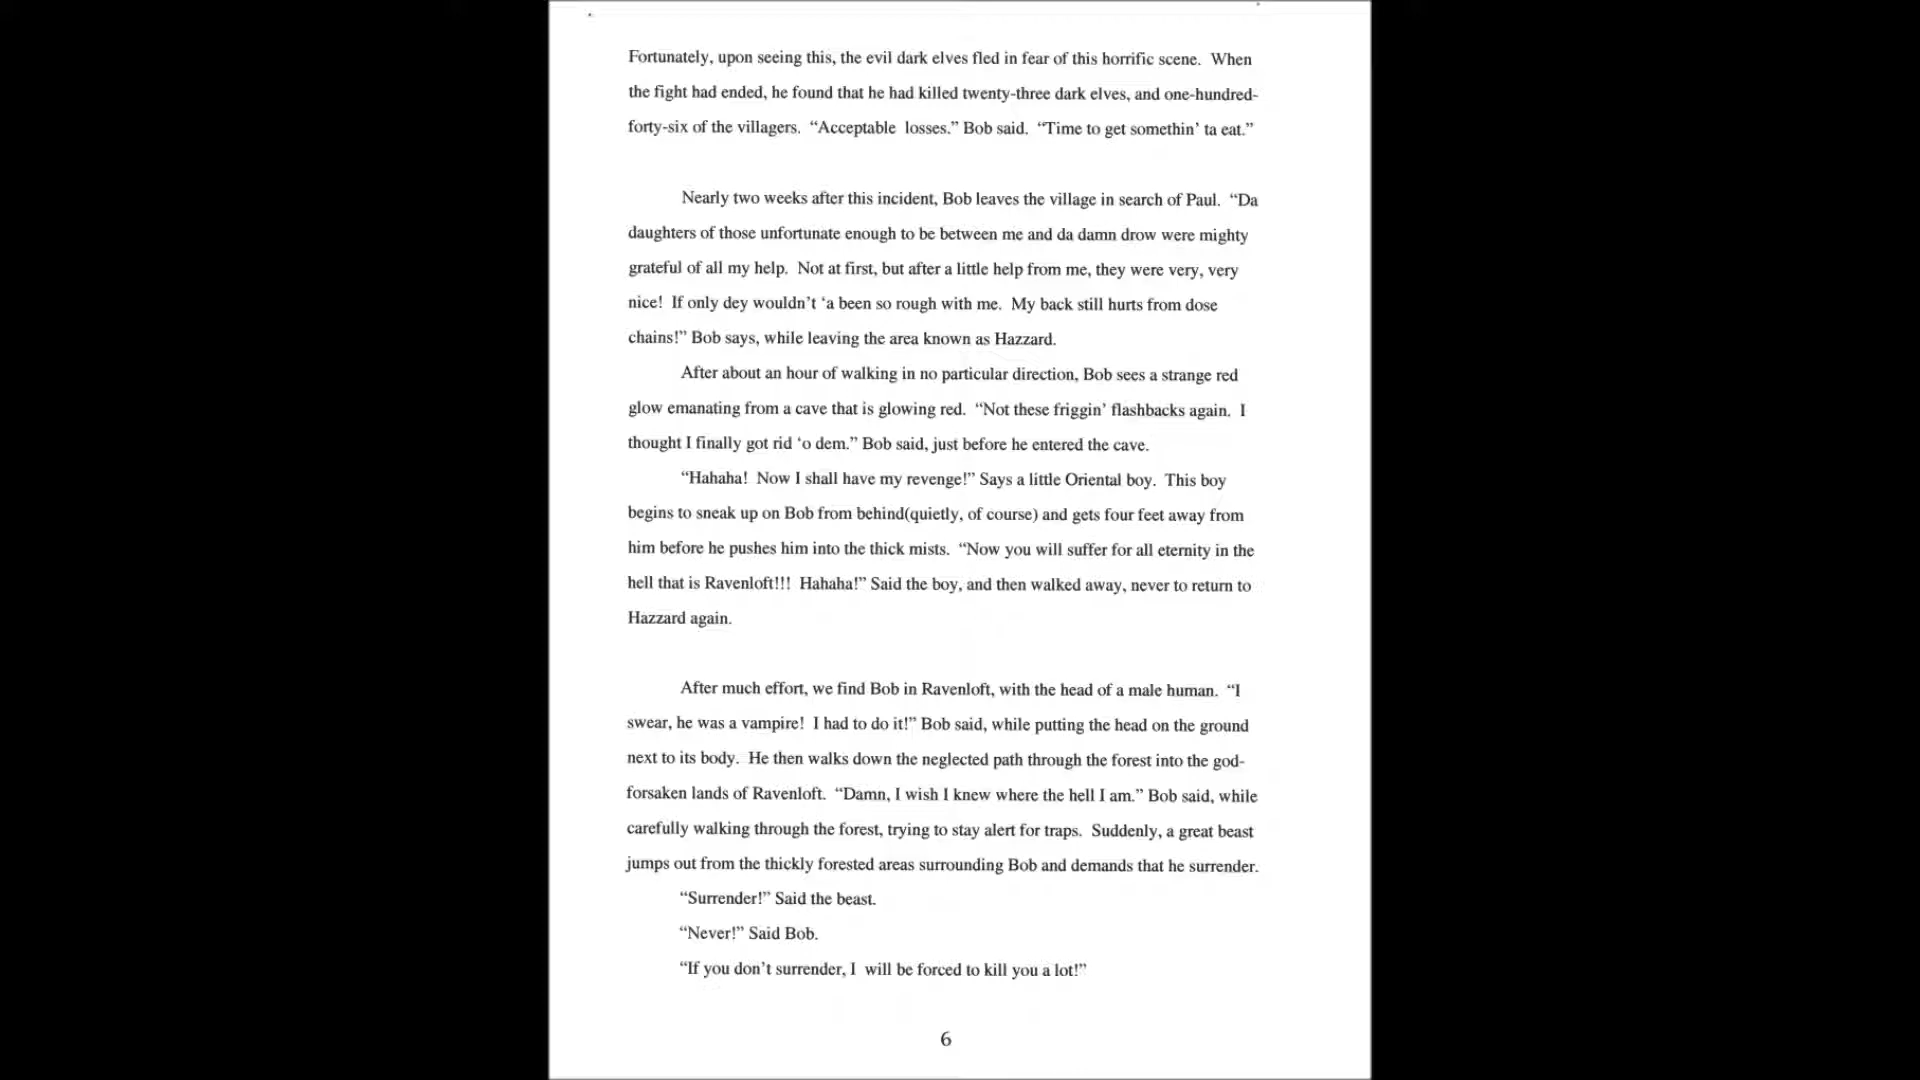 Fortunately, upon seeing this, the evil dark elves fled in fear of this horrific scene.  When
the fight had ended, he found that he had killed twenty-three dark elves, and one-hundred-
forty-six of the villagers.  “Acceptable  losses.” Bob said.  “Time to get somethin’ ta eat.”
Nearly two weeks after this incident, Bob leaves the village in search of Paul.  “Da
daughters of those unfortunate enough to be between me and da damn drow were mighty
grateful of all my help.  Not at first, but after a little help from me, they were very, very
nice!  If only dey wouldn’t ‘a been so rough with me.  My back still hurts from dose
chains!” Bob says, while leaving the area known as Hazzard.
After about an hour of walking in no particular direction, Bob sees a strange red
glow emanating from a cave that is glowing red.  “Not these friggin’ flashbacks again.  I
thought I finally got rid ‘o dem.” Bob said, just before he entered the cave.
“Hahaha!  Now I shall have my revenge!” Says a little Oriental boy.  This boy
begins to sneak up on Bob from behind(quietly, of course) and gets four feet away from
him before he pushes him into the thick mists.  “Now you will suffer for all eternity in the
hell that is Ravenloft!!!  Hahaha!” Said the boy, and then walked away, never to return to
Hazzard again.
After much effort, we find Bob in Ravenloft, with the head of a male human.  “I
swear, he was a vampire!  I had to do it!” Bob said, while putting the head on the ground
next to its body.  He then walks down the neglected path through the forest into the god-
forsaken lands of Ravenloft.  “Damn, I wish I knew where the hell I am.” Bob said, while
carefully walking through the forest, trying to stay alert for traps.  Suddenly, a great beast
jumps out from the thickly forested areas surrounding Bob and demands that he surrender.
“Surrender!” Said the beast.
“Never!” Said Bob.
“If you don’t surrender, I  will be forced to kill you a lot!”
6